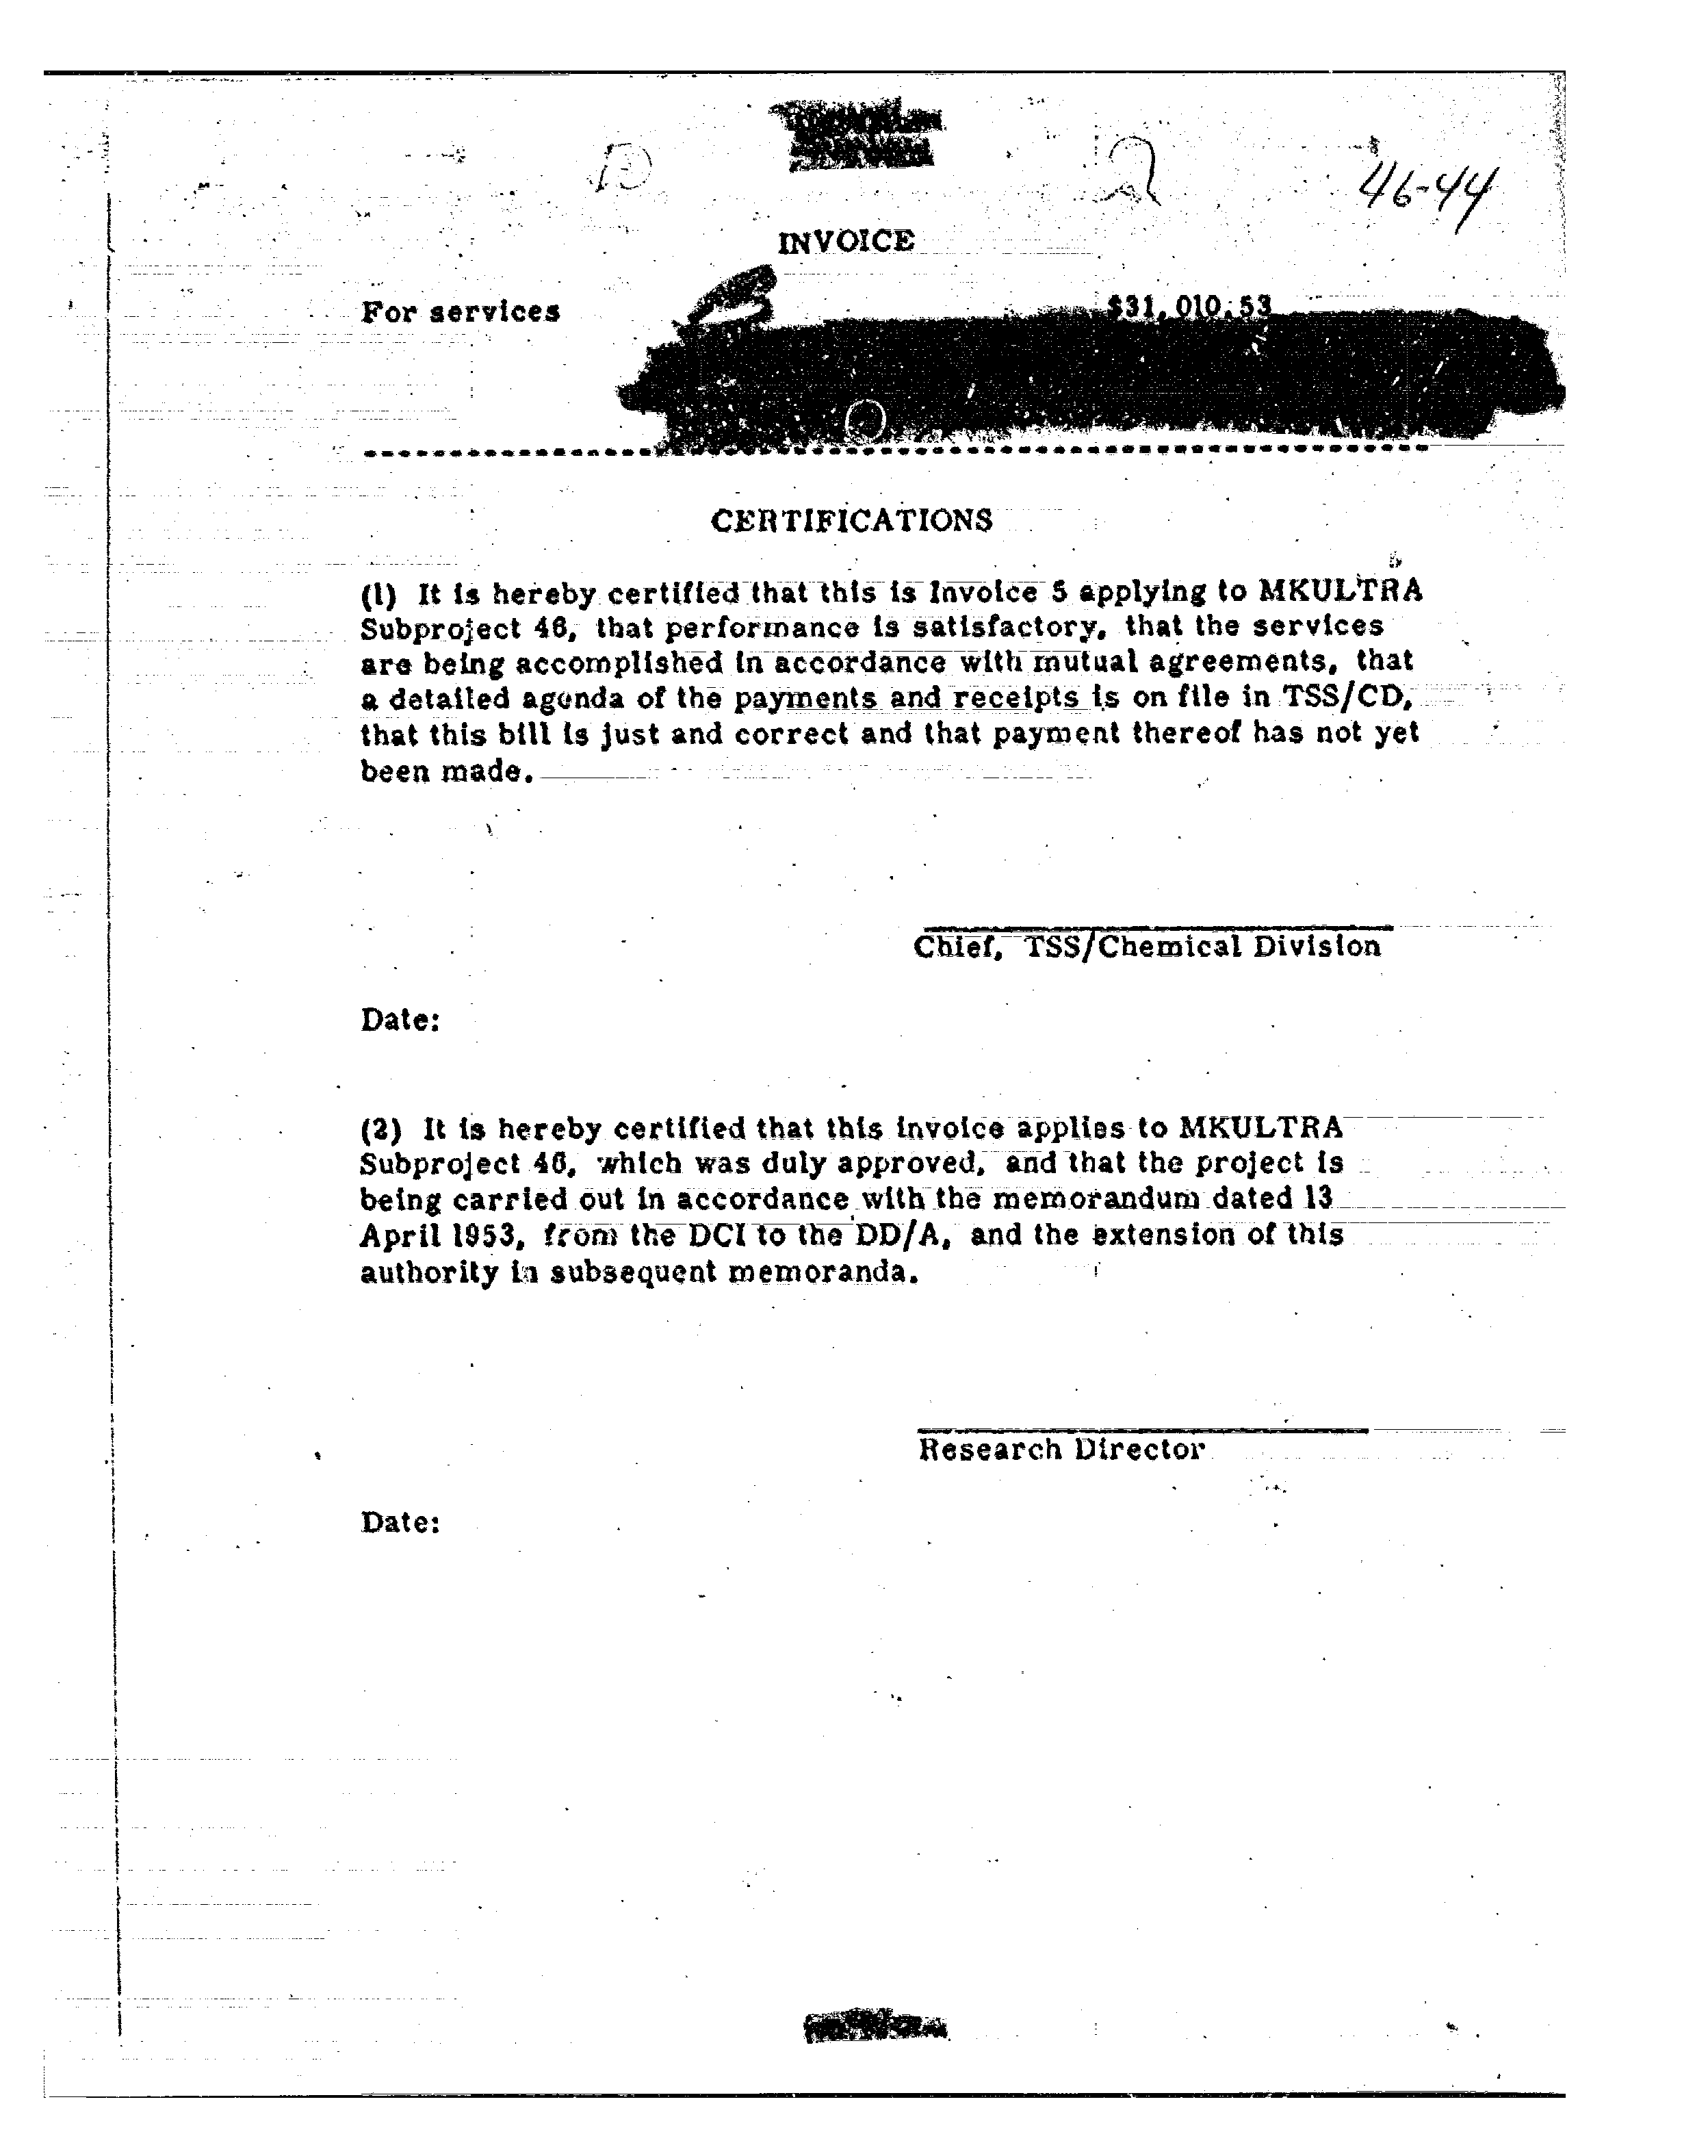 46-44
INVOICE
For services $31,010.53
CERTIFICATIONS
(1) It is hereby certified that this is Invoice 5 applying to MKULTRA
Subproject 46, that performance is satisfactory, that the services
are being accomplished in accordance with mutual agreements, that
a detailed agenda of the payments and receipts is on file in TSS/CD,
that this bill is just and correct and that payment thereof has not yet
been made.
Chief, TSS/Chemical Division
Date:
(2) It is hereby certified that this invoice applies to MKULTRA
Subproject 46, which was duly approved, and that the project is
being carried out in accordance with the memorandum dated 13
April 1953, from the DCI to the DD/A, and the extension of this
authority in subsequent memoranda.
Research Director
Date: